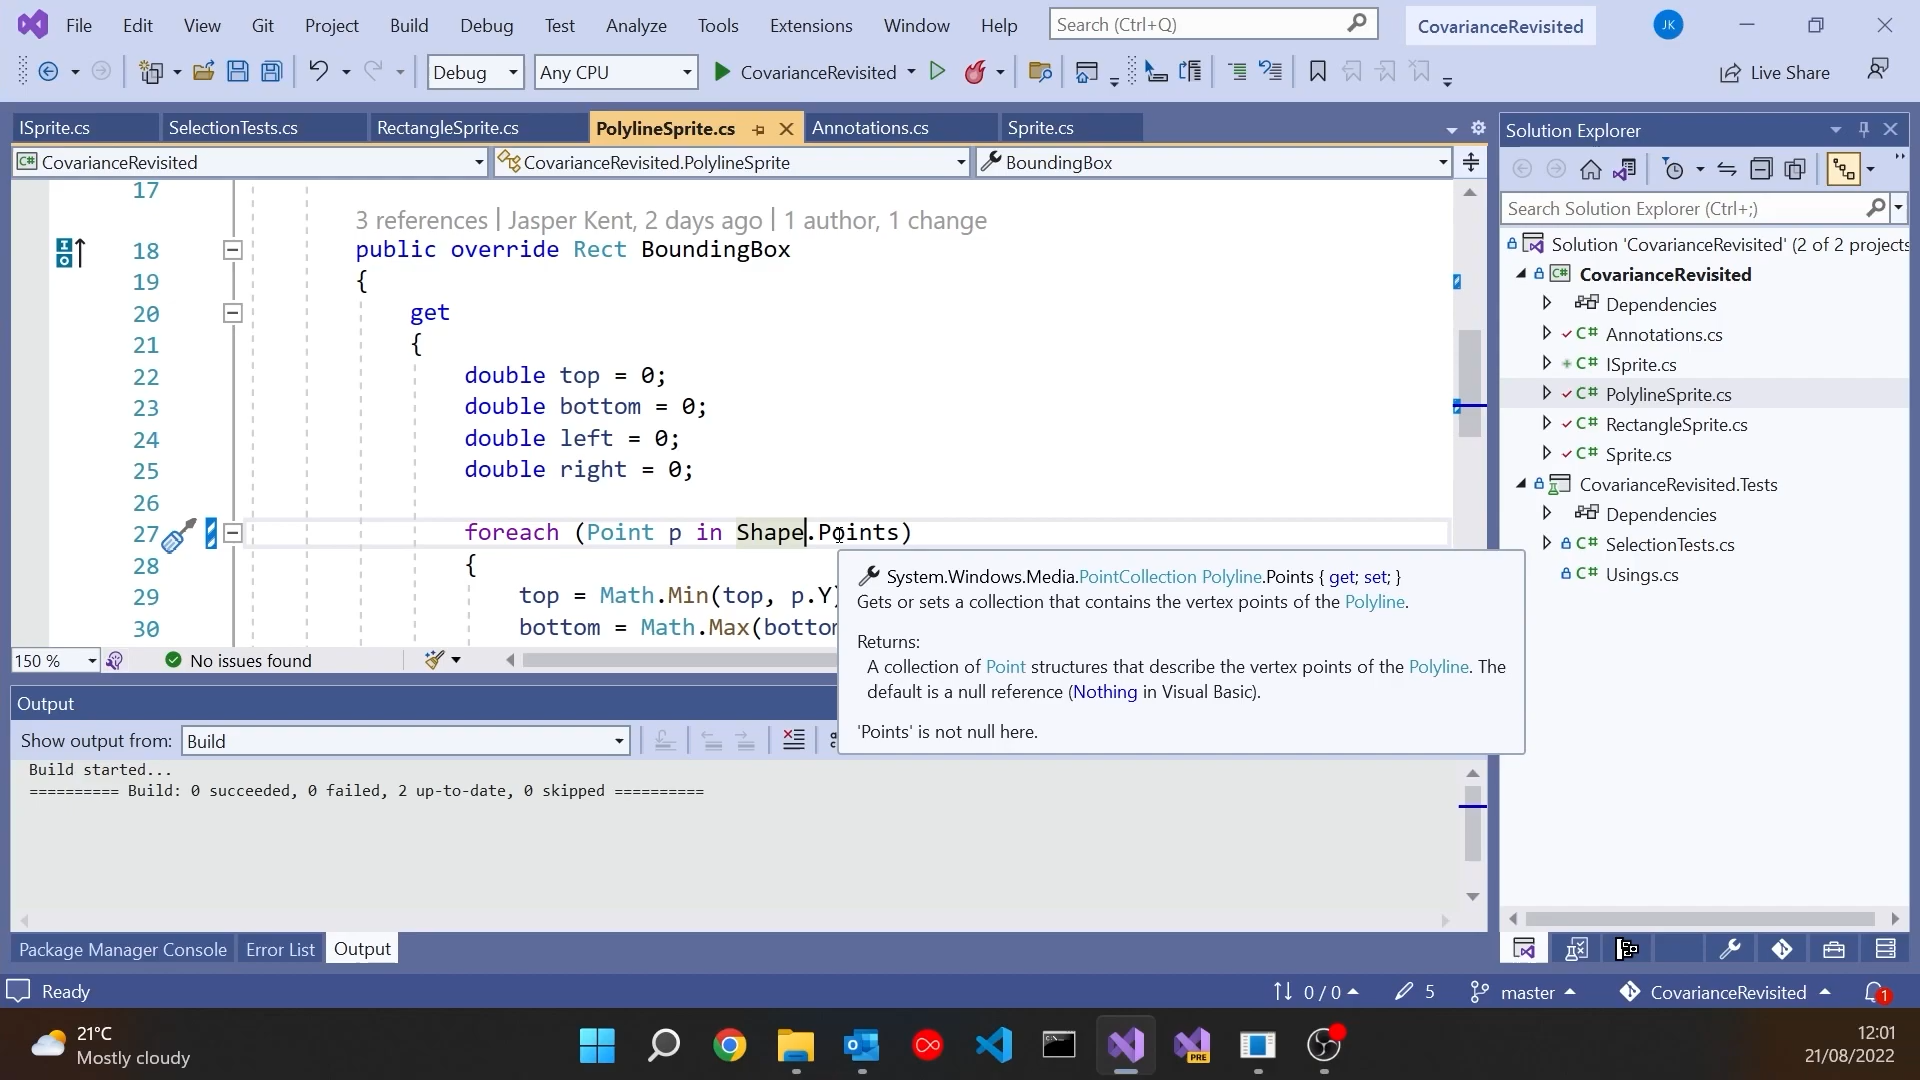 File Edit View Git Project Build Debug Test Analyze Tools Extensions Window Help Search (Ctrl+Q) CovarianceRevisited JK
Debug Any CPU CovarianceRevisited Live Share
ISprite.cs SelectionTests.cs RectangleSprite.cs PolylineSprite.cs Annotations.cs Sprite.cs
CovarianceRevisited CovarianceRevisited.PolylineSprite BoundingBox
17
3 references | Jasper Kent, 2 days ago | 1 author, 1 change
18 public override Rect BoundingBox
19 {
20 get
21 {
22 double top = 0;
23 double bottom = 0;
24 double left = 0;
25 double right = 0;
26
27 foreach (Point p in Shape.Points)
28 {
29 top = Math.Min(top, p.Y)
30 bottom = Math.Max(bottom
System.Windows.Media.PointCollection Polyline.Points { get; set; }
Gets or sets a collection that contains the vertex points of the Polyline.
Returns:
A collection of Point structures that describe the vertex points of the Polyline. The
default is a null reference (Nothing in Visual Basic).
'Points' is not null here.
150 % No issues found
Output
Show output from: Build
Build started...
========== Build: 0 succeeded, 0 failed, 2 up-to-date, 0 skipped ==========
Package Manager Console Error List Output
Solution Explorer
Search Solution Explorer (Ctrl+;)
Solution 'CovarianceRevisited' (2 of 2 projects
CovarianceRevisited
Dependencies
C# Annotations.cs
C# ISprite.cs
C# PolylineSprite.cs
C# RectangleSprite.cs
C# Sprite.cs
CovarianceRevisited.Tests
Dependencies
C# SelectionTests.cs
C# Usings.cs
Ready 0 / 0 5 master CovarianceRevisited 1
21°C
Mostly cloudy
PRE
12:01
21/08/2022